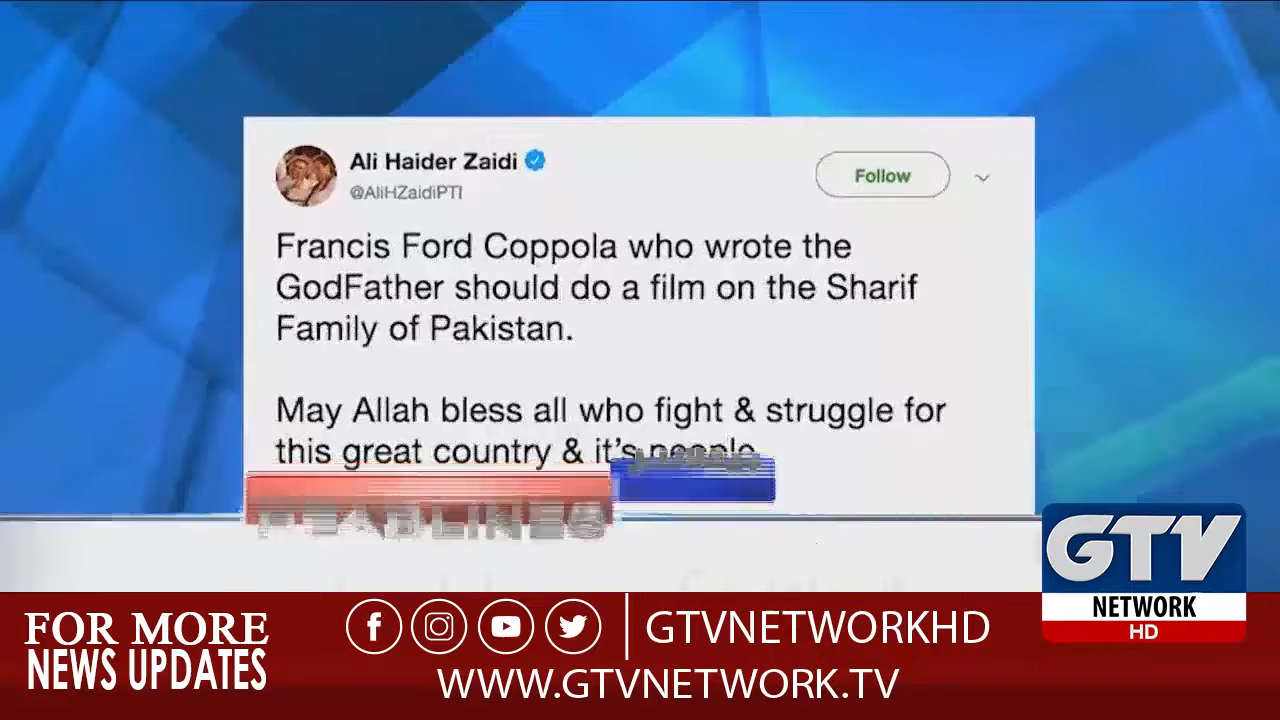 Ali Haider Zaidi
@AliHZaidiPTI
Follow
Francis Ford Coppola who wrote the
GodFather should do a film on the Sharif
Family of Pakistan.
May Allah bless all who fight & struggle for
this great country & it's people
HEADLINES
GTV
NETWORK
HD
FOR MORE
NEWS UPDATES
GTVNETWORKHD
WWW.GTVNETWORK.TV